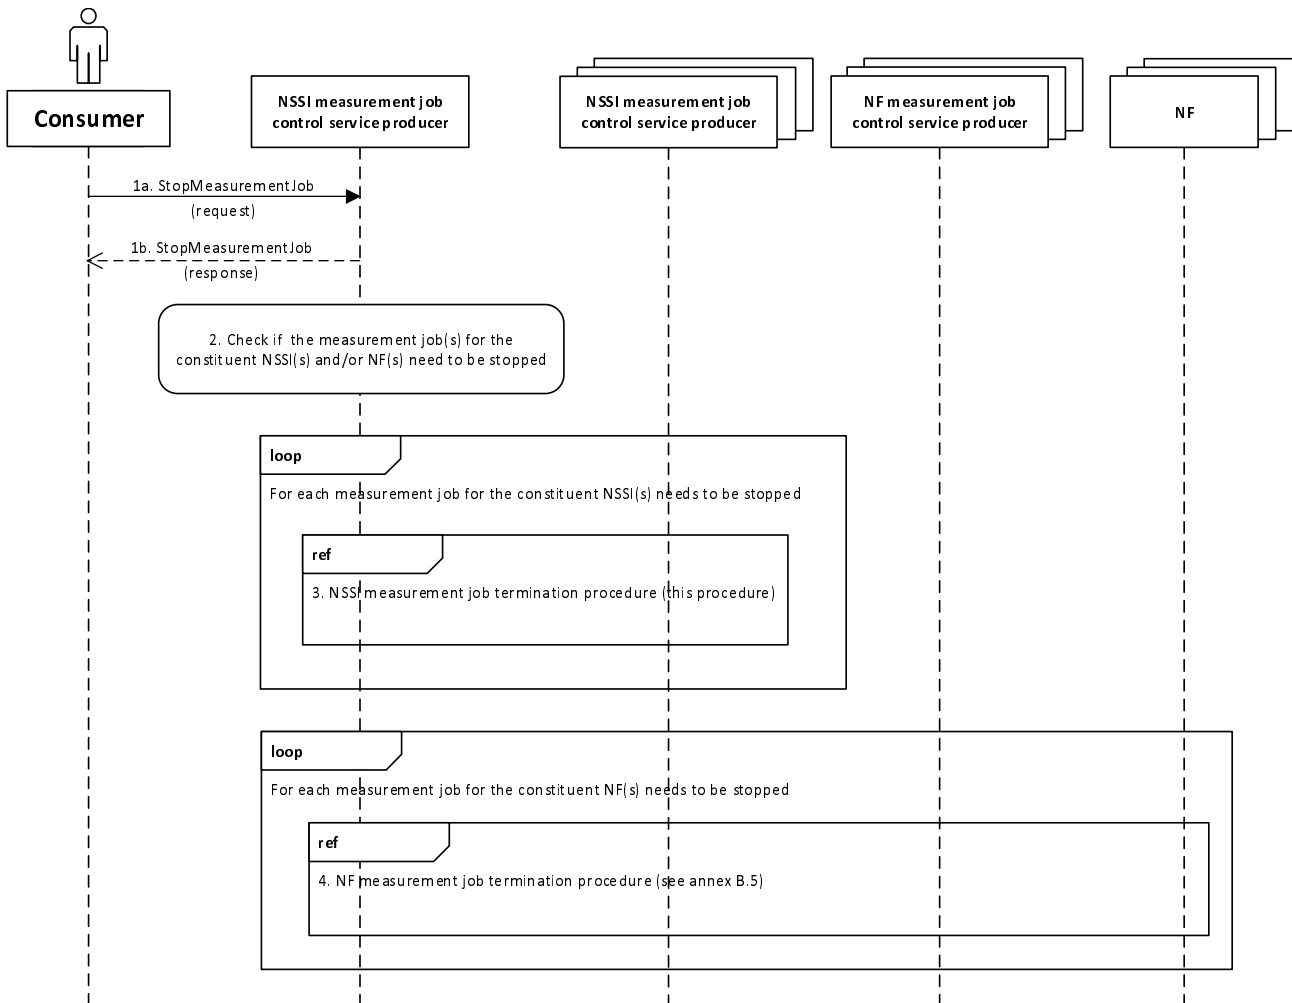 Consumer
NSSI measurement job
control service producer
NSSI measurement job
control service producer
NF measurement job
control service producer
NF
1a. StopMeasurementJob
(request)
1b. StopMeasurementJob
(response)
2. Check if the measurement job(s) for the
constituent NSSI(s) and/or NF(s) need to be stopped
loop
For each measurement job for the constituent NSSI(s) needs to be stopped
ref
3. NSSI measurement job termination procedure (this procedure)
loop
For each measurement job for the constituent NF(s) needs to be stopped
ref
4. NF measurement job termination procedure (see annex B.5)